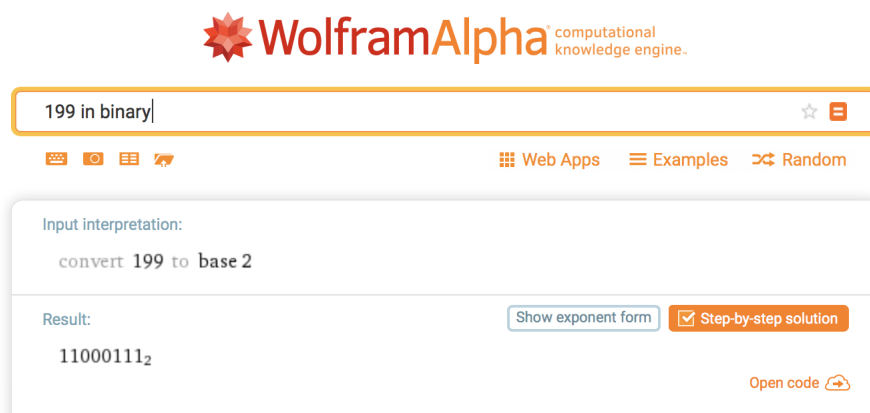 WolframAlpha computational
knowledge engine™
199 in binary
Web Apps Examples Random
Input interpretation:
convert 199 to base 2
Result: Show exponent form Step-by-step solution
11000111₂
Open code